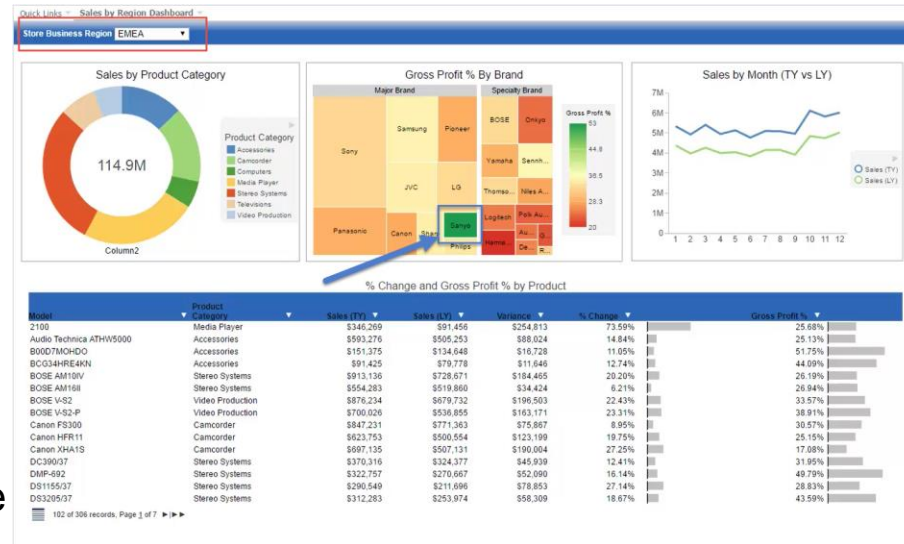 Quick Links Sales by Region Dashboard
Store Business Region EMEA
Sales by Product Category
114.9M
Column2
Product Category
Accessories
Camcorder
Computers
Media Player
Stereo Systems
Televisions
Video Production
Gross Profit % By Brand
Major Brand Specialty Brand
Sony Samsung Pioneer BOSE Onkyo
Yamaha Sennh...
JVC LG Thomso... Niles A...
Panasonic Canon Shar Sanyo Logitech Polk Au...
Philips Harma... Au... G...
De... R...
Gross Profit %
53
44.8
36.5
28.3
20
Sales by Month (TY vs LY)
7M
6M
5M
4M
3M
2M
1M
0
1 2 3 4 5 6 7 8 9 10 11 12
Sales (TY)
Sales (LY)
% Change and Gross Profit % by Product
Model Product Category Sales (TY) Sales (LY) Variance % Change Gross Profit %
2100 Media Player $346,269 $91,456 $254,813 73.59% 25.68%
Audio Technica ATHW5000 Accessories $593,276 $505,253 $88,024 14.84% 25.13%
B00D7MOHDO Accessories $151,375 $134,648 $16,728 11.05% 51.75%
BCG34HRE4KN Accessories $91,425 $79,778 $11,646 12.74% 44.09%
BOSE AM10IV Stereo Systems $913,136 $728,671 $184,465 20.20% 26.19%
BOSE AM16II Stereo Systems $554,283 $519,860 $34,424 6.21% 26.94%
BOSE V-S2 Video Production $876,234 $679,732 $196,503 22.43% 33.57%
BOSE V-S2-P Video Production $700,026 $536,855 $163,171 23.31% 38.91%
Canon FS300 Camcorder $847,231 $771,363 $75,867 8.95% 30.57%
Canon HFR11 Camcorder $623,753 $500,554 $123,199 19.75% 25.15%
Canon XHA1S Camcorder $697,135 $507,131 $190,004 27.25% 17.08%
DC390/37 Stereo Systems $370,316 $324,377 $45,939 12.41% 31.95%
DMP-692 Media Player $322,757 $270,667 $52,090 16.14% 49.79%
DS1155/37 Stereo Systems $290,549 $211,696 $78,853 27.14% 28.83%
DS3205/37 Stereo Systems $312,283 $253,974 $58,309 18.67% 43.59%
102 of 306 records, Page 1 of 7
e